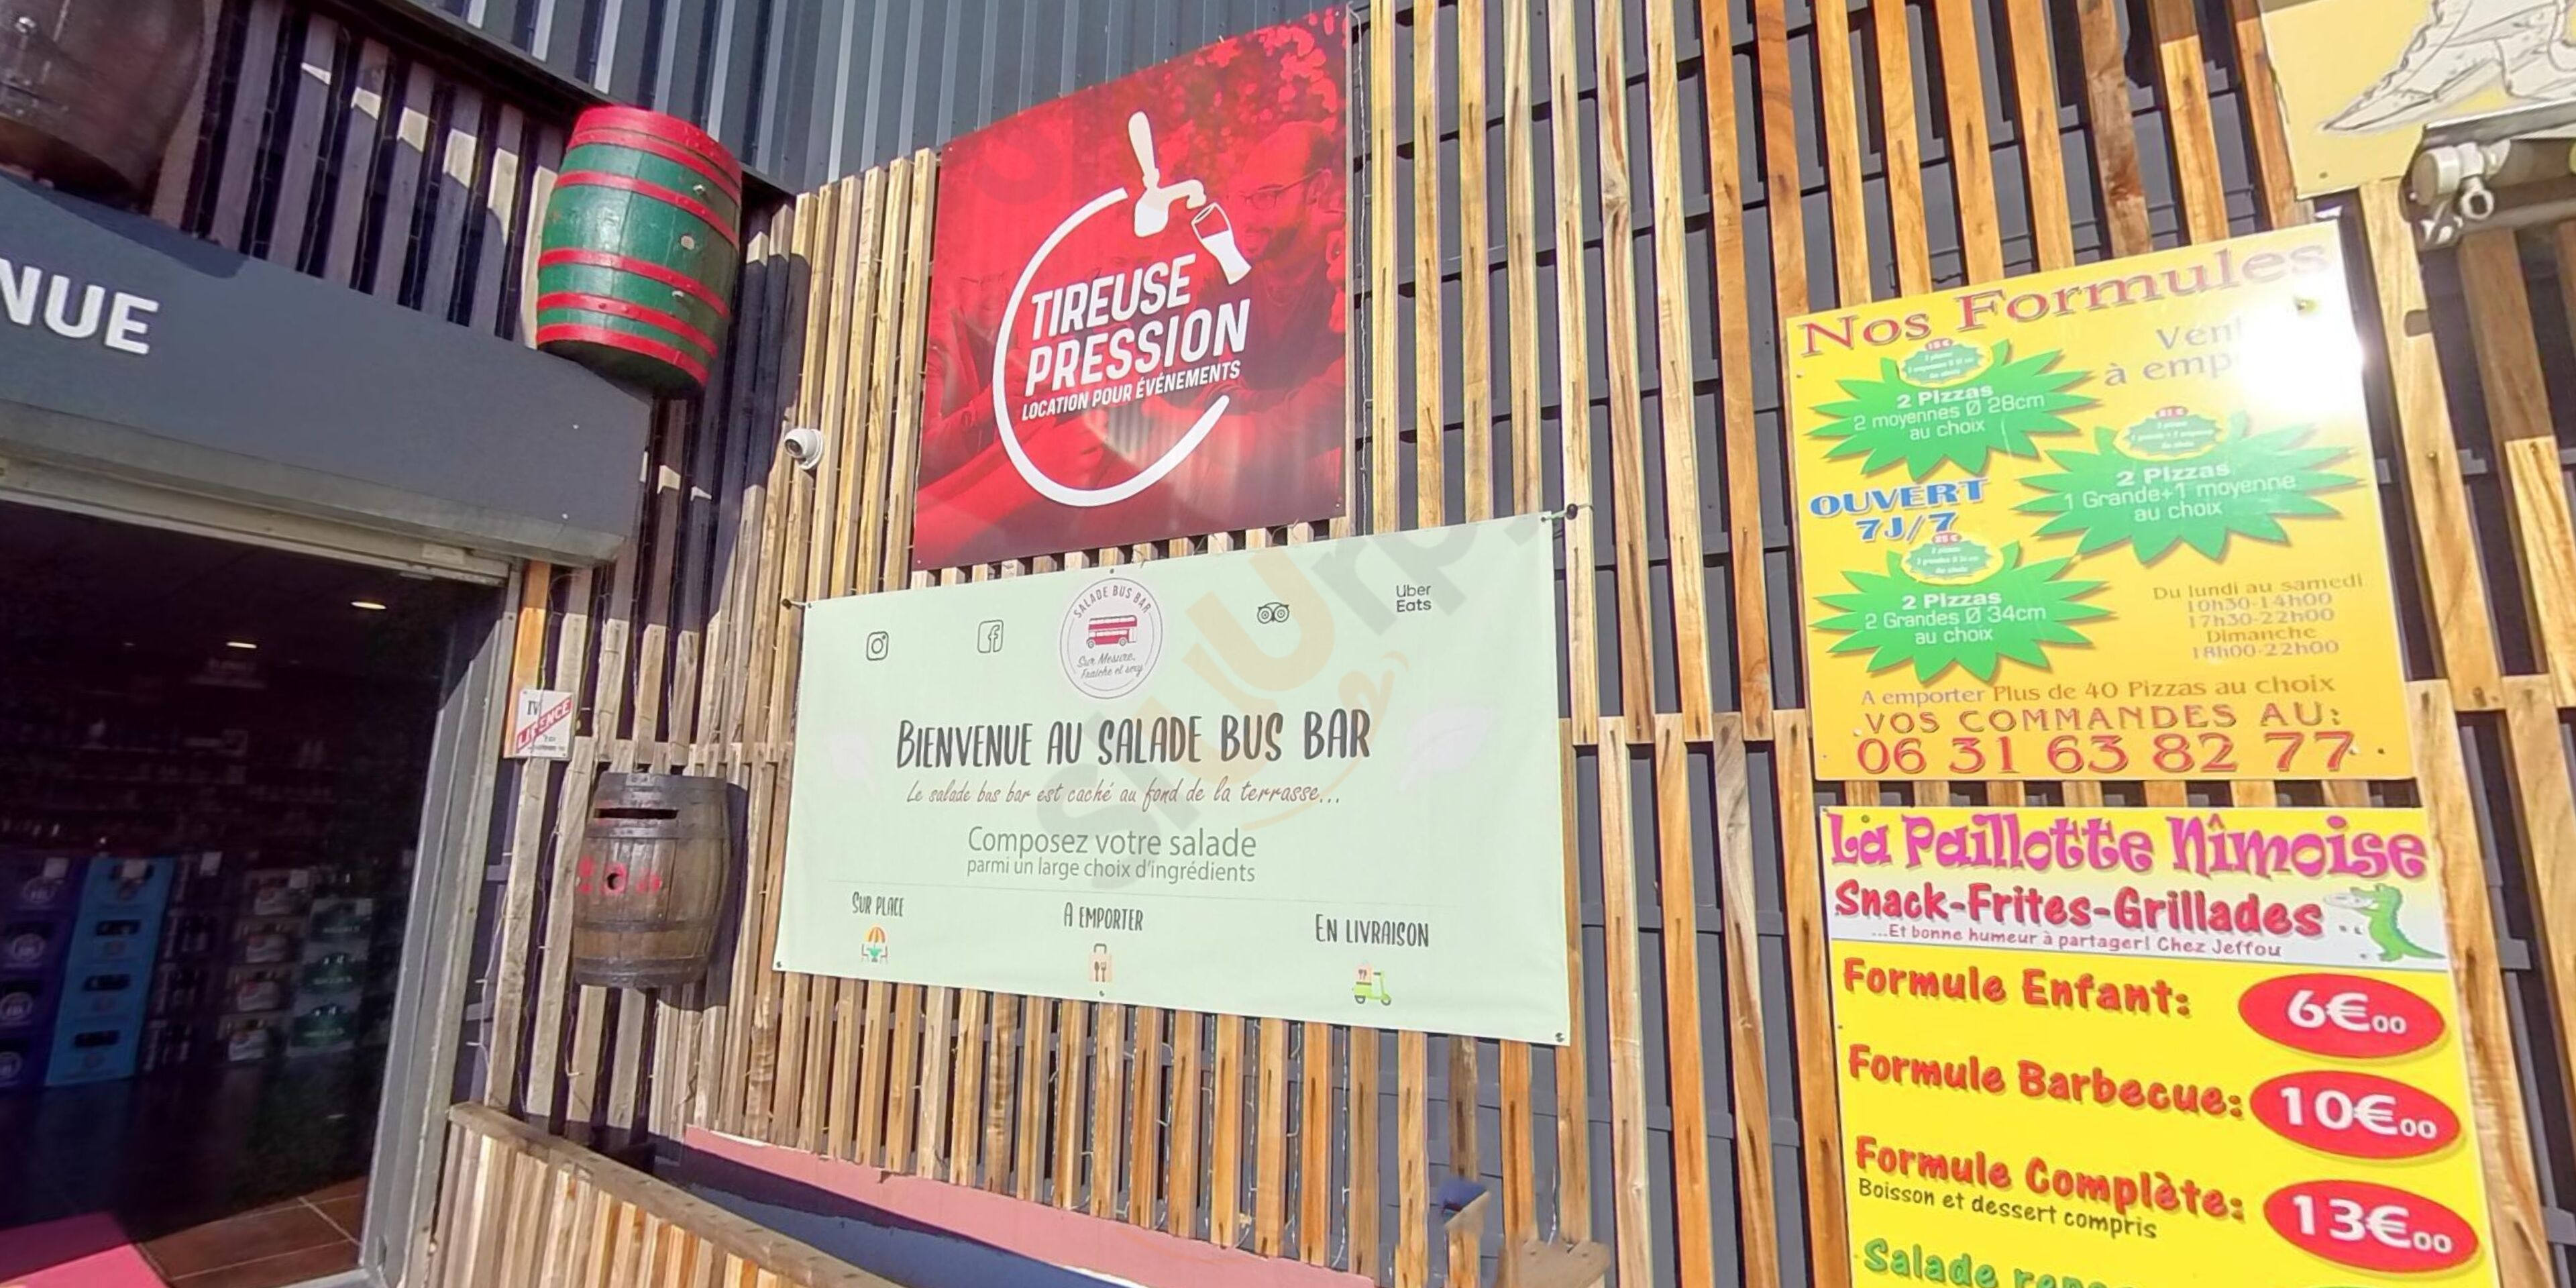 NUE
TIREUSE
PRESSION
LOCATION POUR ÉVÉNEMENTS
SALADE BUS BAR
Sur Mesure,
Fraîche et sexy
Uber
Eats
BIENVENUE AU SALADE BUS BAR
Le salade bus bar est caché au fond de la terrasse...
Composez votre salade
parmi un large choix d'ingrédients
SUR PLACE
A EMPORTER
EN LIVRAISON
Nos Formules
à emp
2 Pizzas
2 moyennes Ø 28cm
au choix
2 Pizzas
1 Grande+1 moyenne
au choix
OUVERT
7J/7
2 Pizzas
2 Grandes Ø 34cm
au choix
Du lundi au samedi
10h30-14h00
17h30-22h00
Dimanche
18h00-22h00
A emporter Plus de 40 Pizzas au choix
VOS COMMANDES AU:
06 31 63 82 77
La Paillotte Nîmoise
Snack-Frites-Grillades
...Et bonne humeur à partager! Chez Jeffou
Formule Enfant: 6€00
Formule Barbecue: 10€00
Formule Complète: 13€00
Boisson et dessert compris
Salade